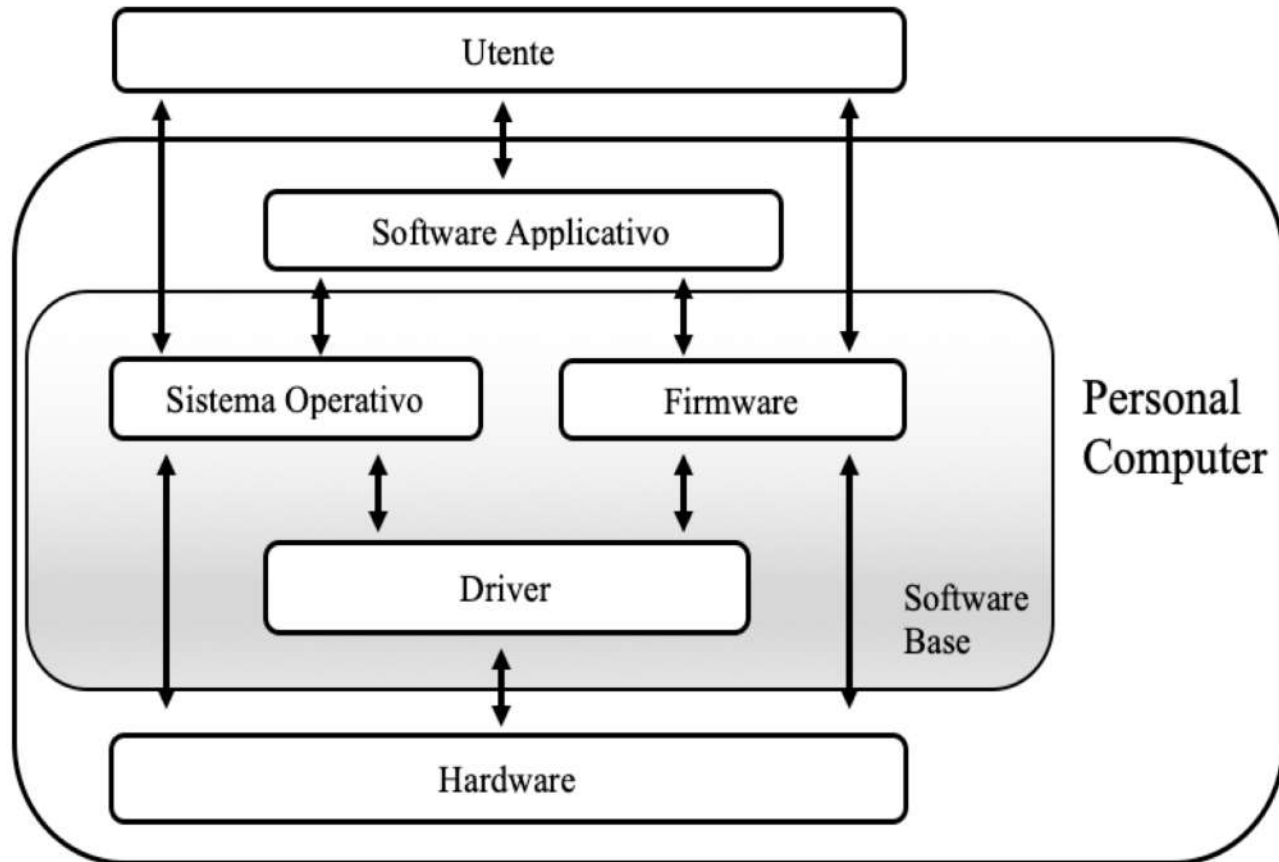 Utente
Software Applicativo
Sistema Operativo
Firmware
Personal
Computer
Driver
Software
Base
Hardware